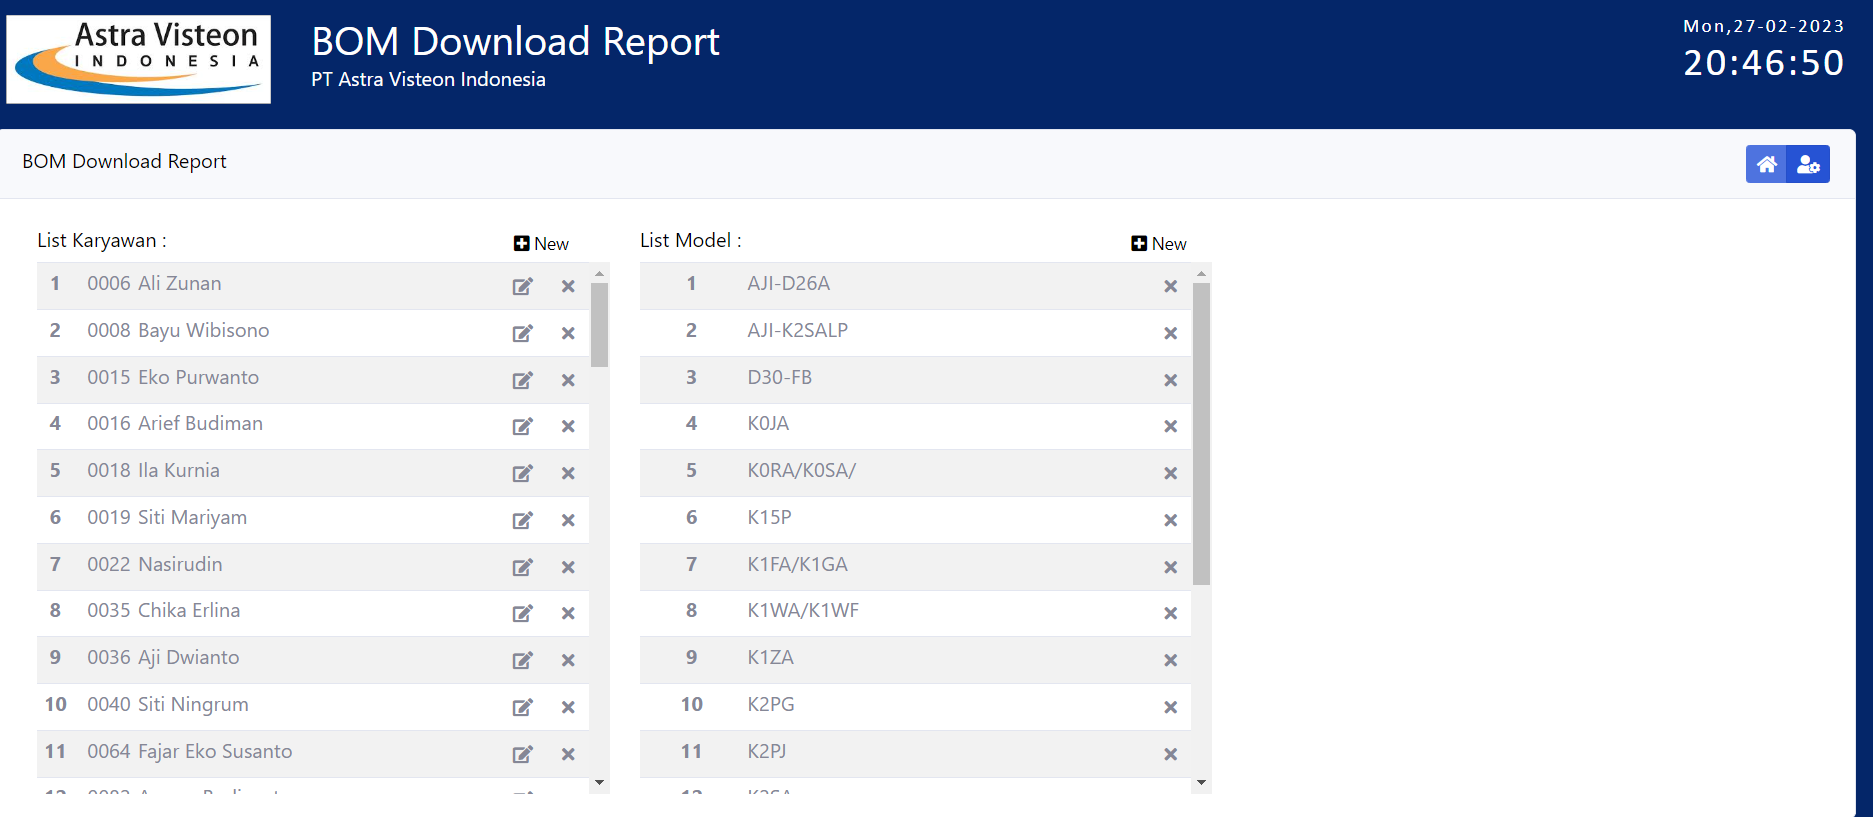 Astra Visteon
INDONESIA
BOM Download Report
PT Astra Visteon Indonesia
Mon,27-02-2023
20:46:50
BOM Download Report
List Karyawan :
New
1 0006 Ali Zunan
2 0008 Bayu Wibisono
3 0015 Eko Purwanto
4 0016 Arief Budiman
5 0018 Ila Kurnia
6 0019 Siti Mariyam
7 0022 Nasirudin
8 0035 Chika Erlina
9 0036 Aji Dwianto
10 0040 Siti Ningrum
11 0064 Fajar Eko Susanto
12
List Model :
New
1 AJI-D26A
2 AJI-K2SALP
3 D30-FB
4 K0JA
5 K0RA/K0SA/
6 K15P
7 K1FA/K1GA
8 K1WA/K1WF
9 K1ZA
10 K2PG
11 K2PJ
12